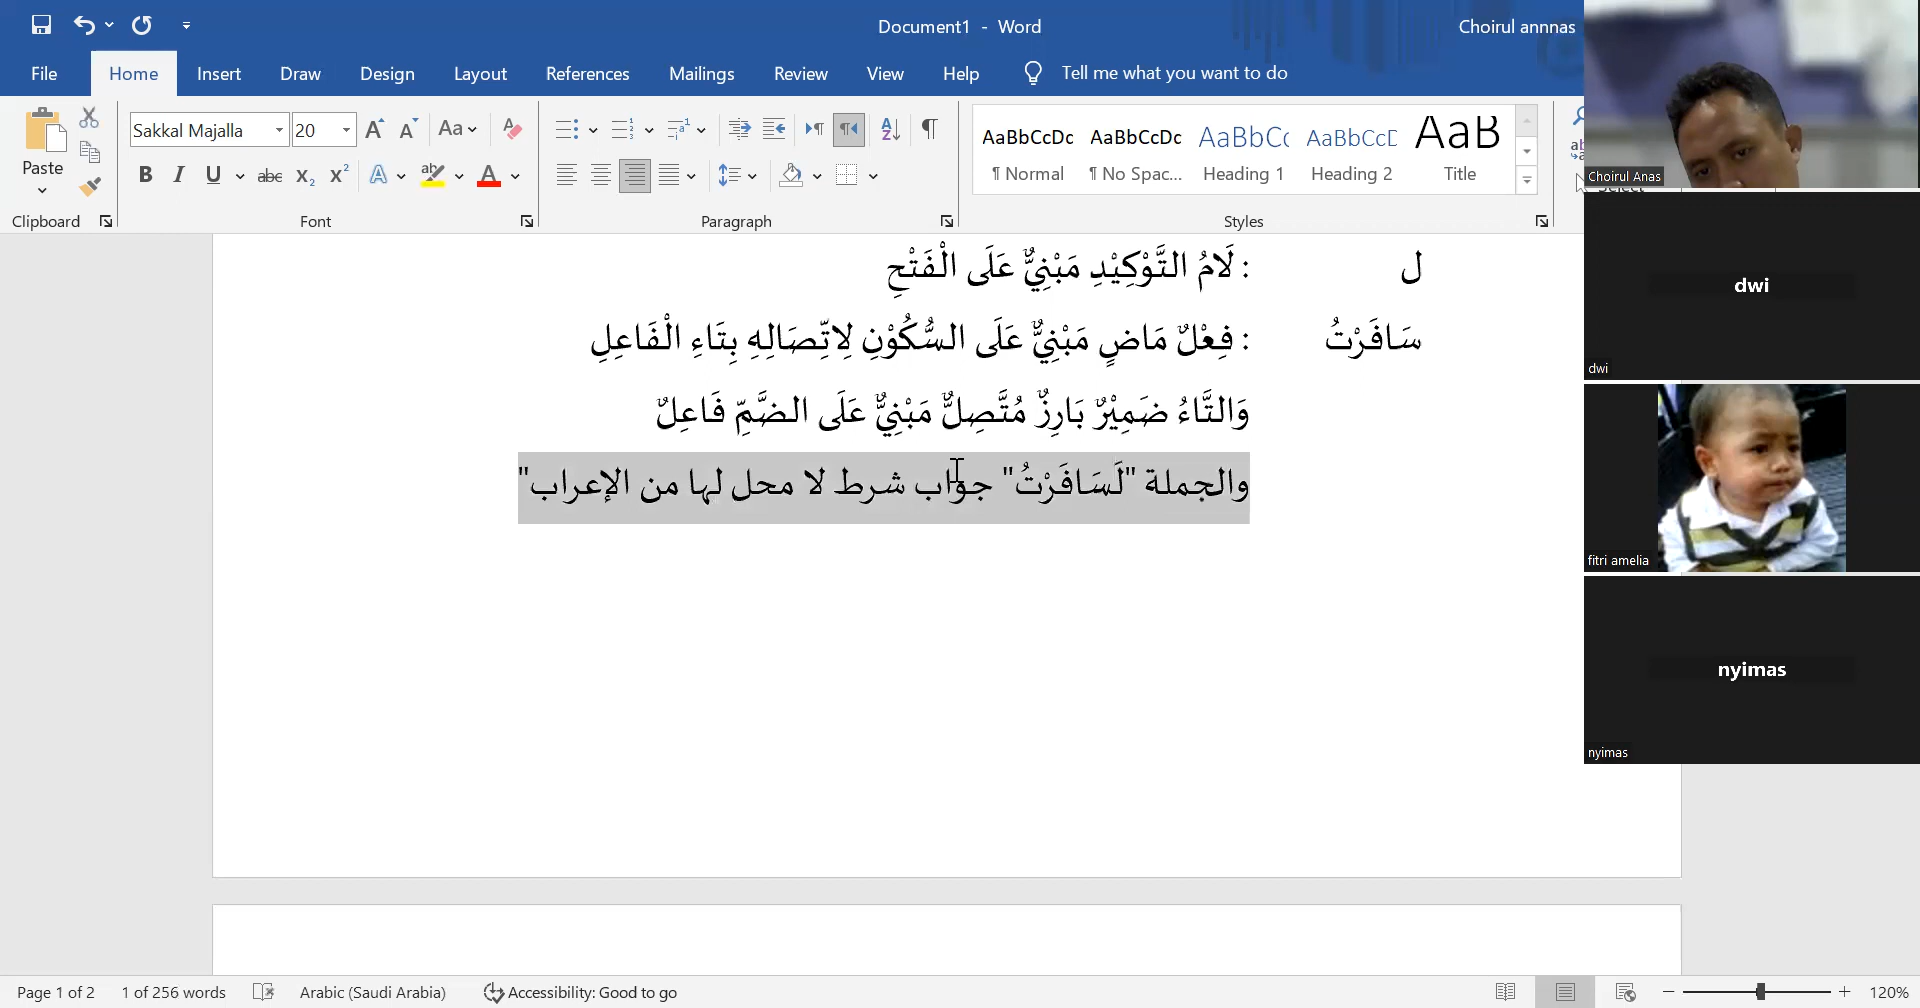 Document1 - Word
Choirul annnas
File Home Insert Draw Design Layout References Mailings Review View Help Tell me what you want to do
Paste
Sakkal Majalla 20
AaBbCcDc AaBbCcDc AaBbCc AaBbCcD AaB
¶ Normal ¶ No Spac... Heading 1 Heading 2 Title
Select
Clipboard Font Paragraph Styles
ل : لَامُ التَّوْكِيْدِ مَبْنِيٌّ عَلَى الْفَتْحِ
سَافَرْتُ : فِعْلٌ مَاضٍ مَبْنِيٌّ عَلَى السُّكُوْنِ لِاتِّصَالِهِ بِتَاءِ الْفَاعِلِ
وَالتَّاءُ ضَمِيْرٌ بَارِزٌ مُتَّصِلٌّ مَبْنِيٌّ عَلَى الضَّمِّ فَاعِلٌ
والجملة "لَسَافَرْتُ" جواب شرط لا محل لها من الإعراب"
Choirul Anas
dwi
dwi
fitri amelia
nyimas
nyimas
Page 1 of 2 1 of 256 words Arabic (Saudi Arabia) Accessibility: Good to go 120%